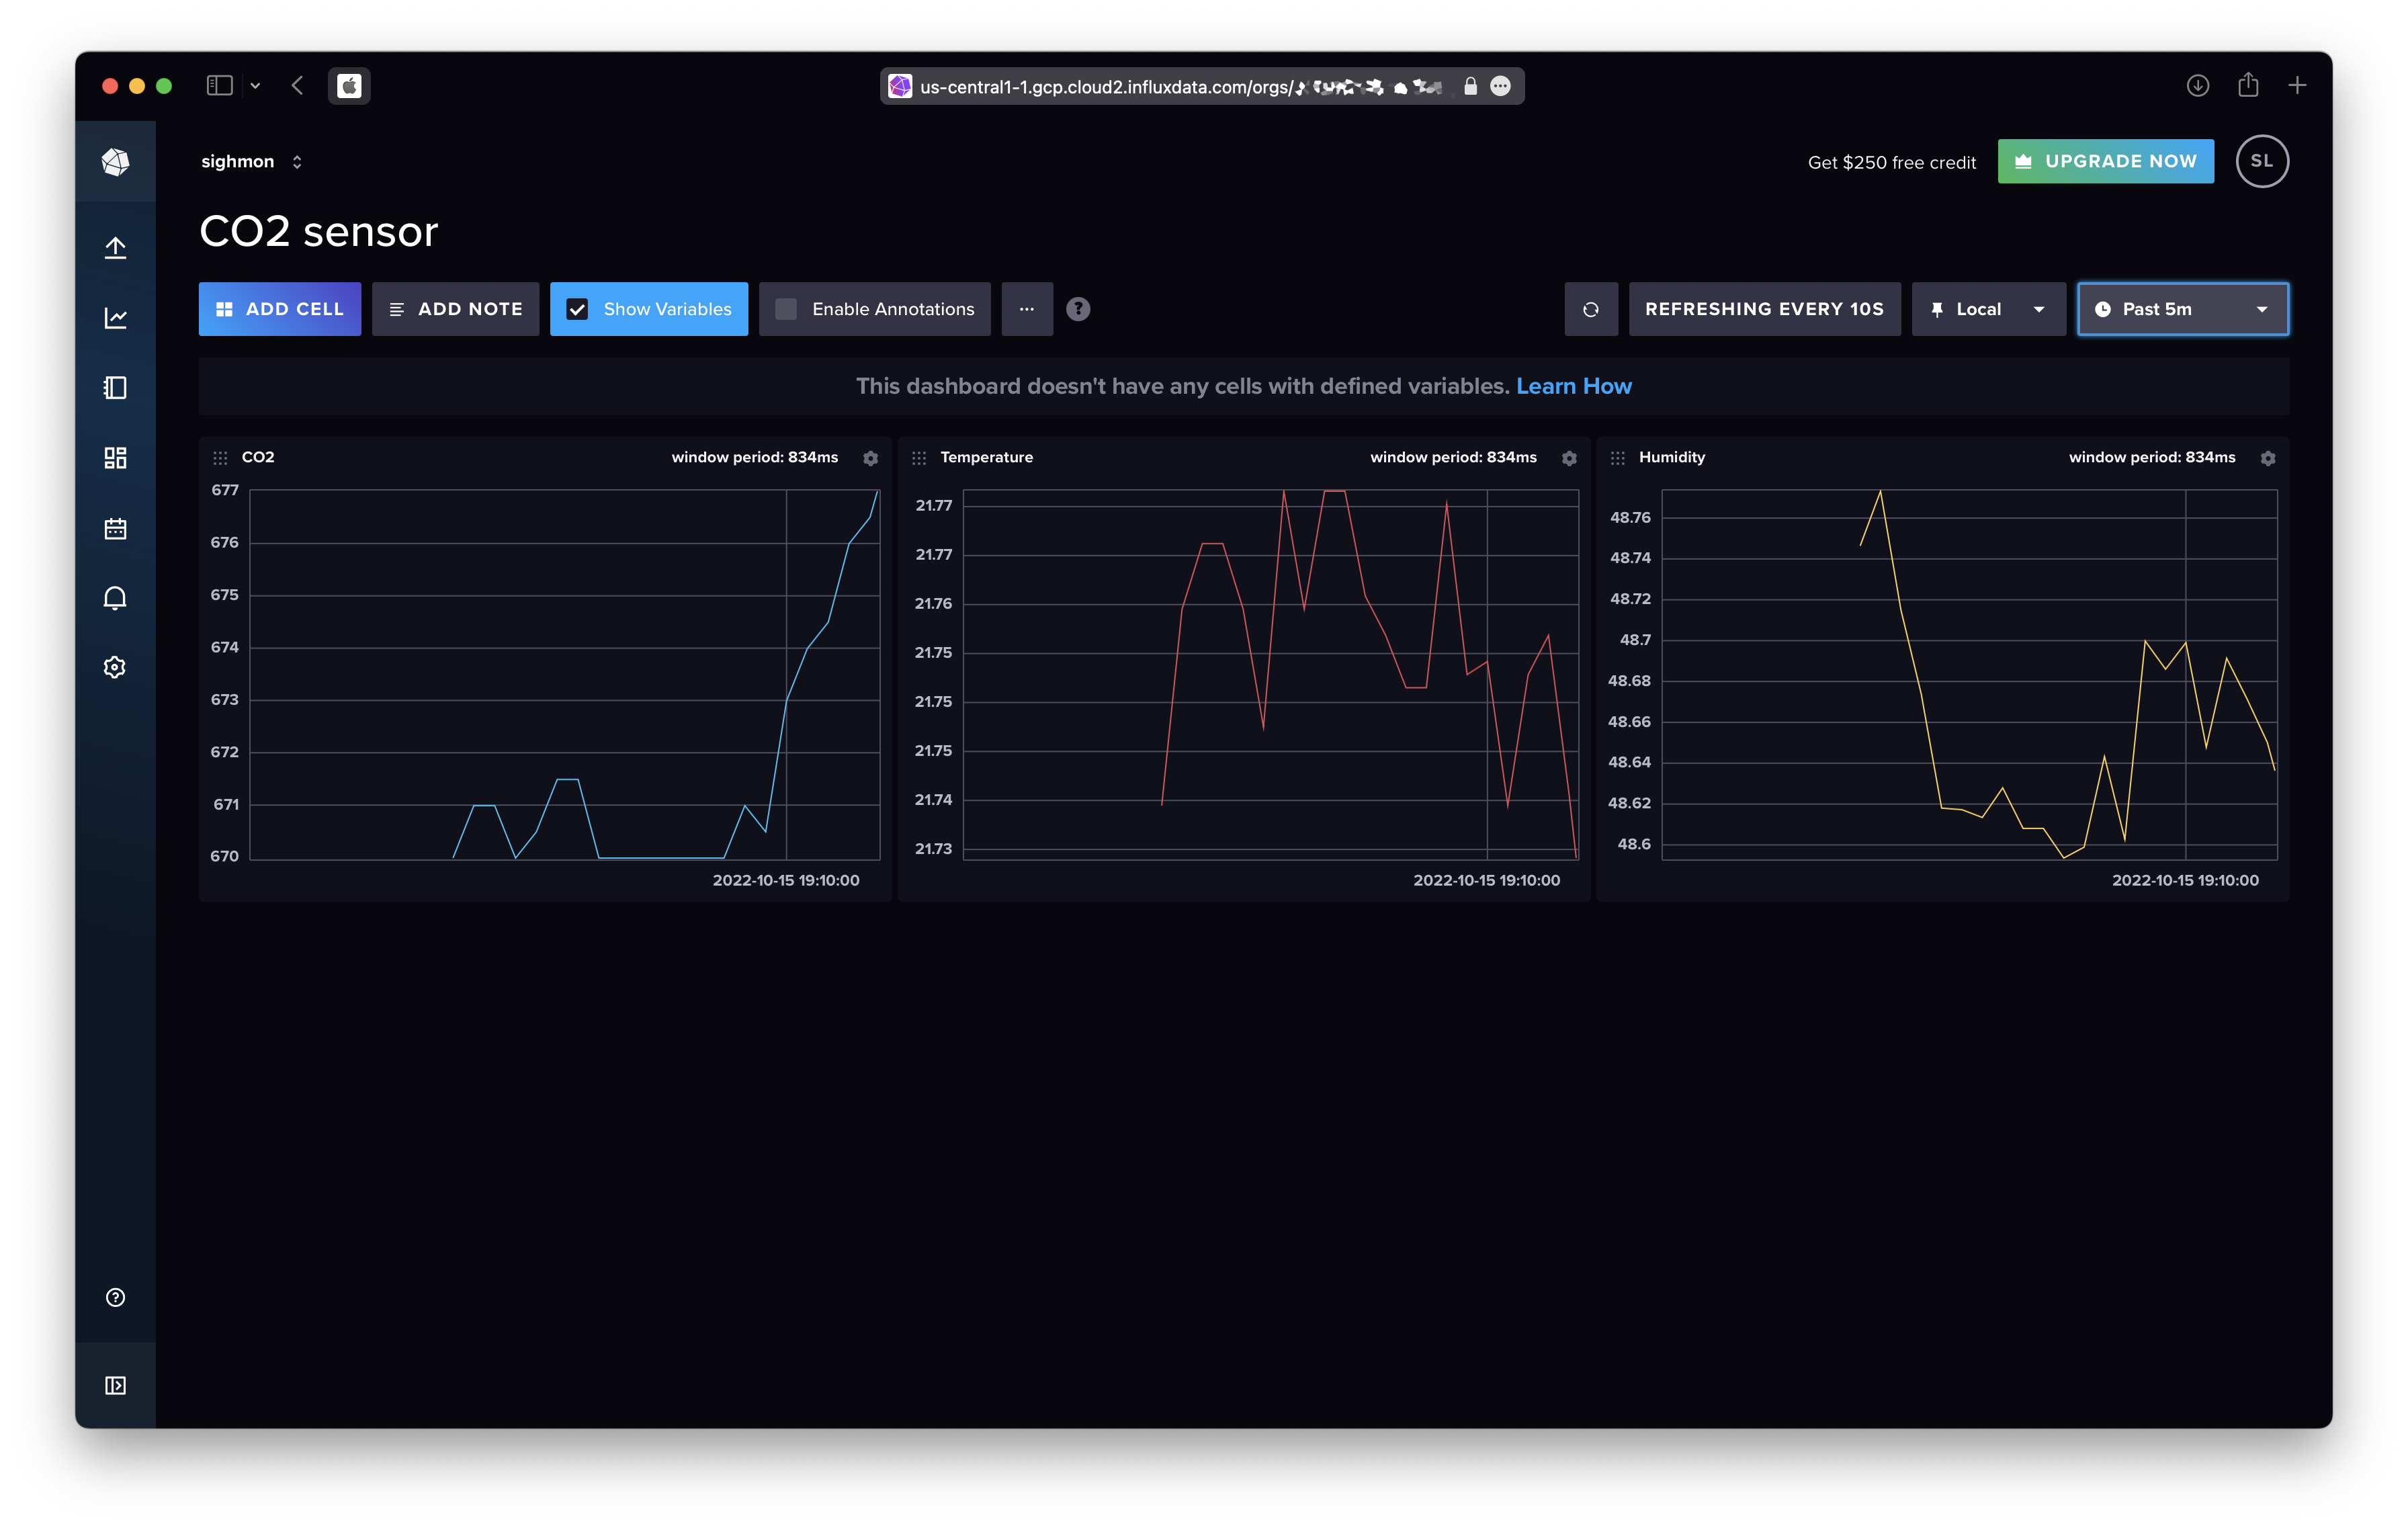 us-central1-1.gcp.cloud2.influxdata.com/orgs/
sighmon
Get $250 free credit
UPGRADE NOW
SL
CO2 sensor
ADD CELL
ADD NOTE
Show Variables
Enable Annotations
...
?
REFRESHING EVERY 10S
Local
Past 5m
This dashboard doesn't have any cells with defined variables. Learn How
CO2
window period: 834ms
677
676
675
674
673
672
671
670
2022-10-15 19:10:00
Temperature
window period: 834ms
21.77
21.77
21.76
21.75
21.75
21.75
21.74
21.73
2022-10-15 19:10:00
Humidity
window period: 834ms
48.76
48.74
48.72
48.7
48.68
48.66
48.64
48.62
48.6
2022-10-15 19:10:00
?